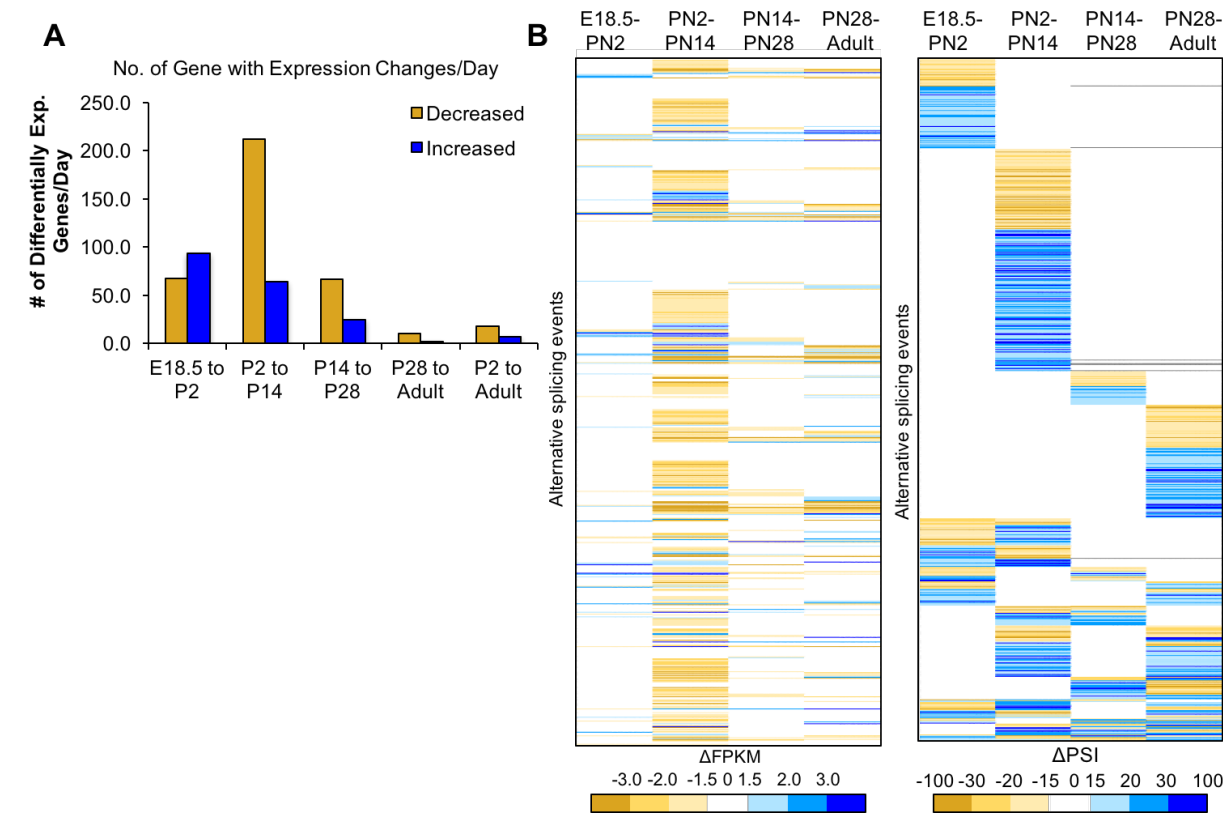 A
No. of Gene with Expression Changes/Day
# of Differentially Exp.
Genes/Day
250.0
200.0
150.0
100.0
50.0
0.0
Decreased
Increased
E18.5 to
P2
P2 to
P14
P14 to
P28
P28 to
Adult
P2 to
Adult
B
E18.5-
PN2
PN2-
PN14
PN14-
PN28
PN28-
Adult
Alternative splicing events
ΔFPKM
-3.0 -2.0 -1.5 0 1.5 2.0 3.0
E18.5-
PN2
PN2-
PN14
PN14-
PN28
PN28-
Adult
Alternative splicing events
ΔPSI
-100 -30 -20 -15 0 15 20 30 100